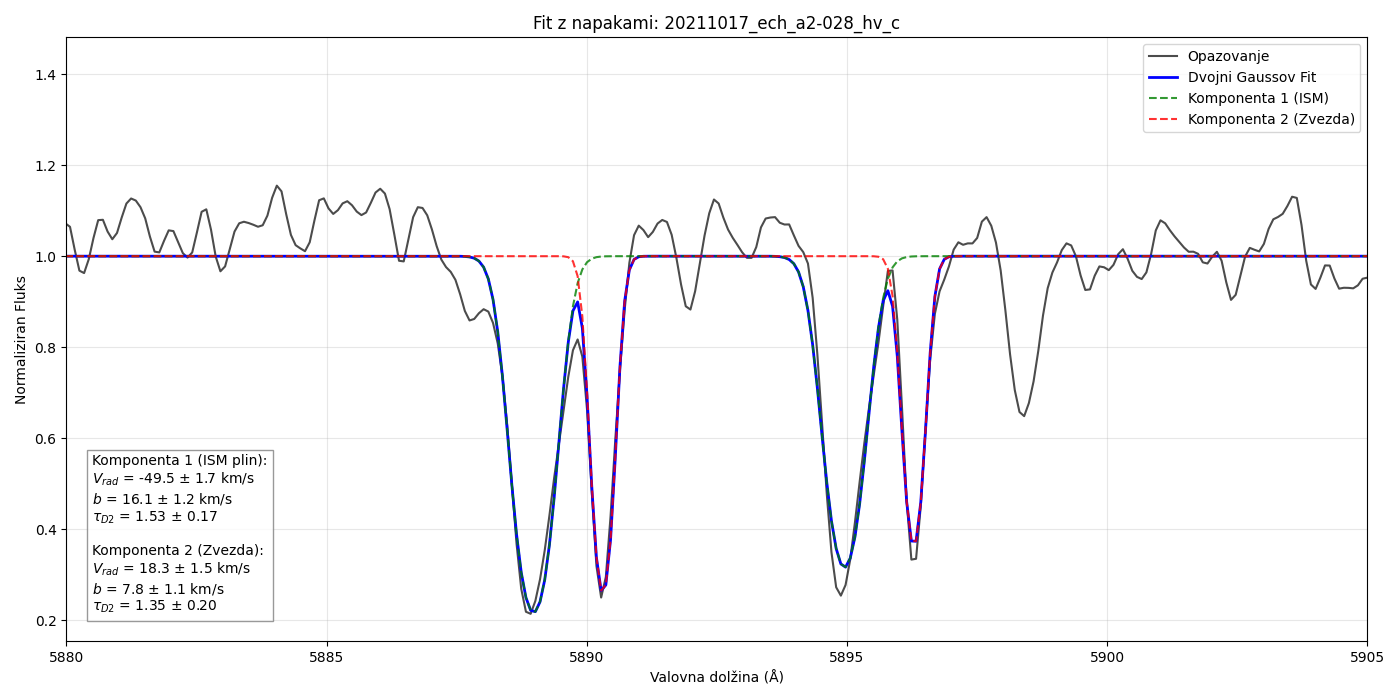 Fit z napakami: 20211017_ech_a2-028_hv_c
Normaliziran Fluks
1.4
1.2
1.0
0.8
0.6
0.4
0.2
Opazovanje
Dvojni Gaussov Fit
Komponenta 1 (ISM)
Komponenta 2 (Zvezda)
Komponenta 1 (ISM plin):
V_rad = -49.5 ± 1.7 km/s
b = 16.1 ± 1.2 km/s
τ_D2 = 1.53 ± 0.17
Komponenta 2 (Zvezda):
V_rad = 18.3 ± 1.5 km/s
b = 7.8 ± 1.1 km/s
τ_D2 = 1.35 ± 0.20
5880 5885 5890 5895 5900 5905
Valovna dolžina (Å)